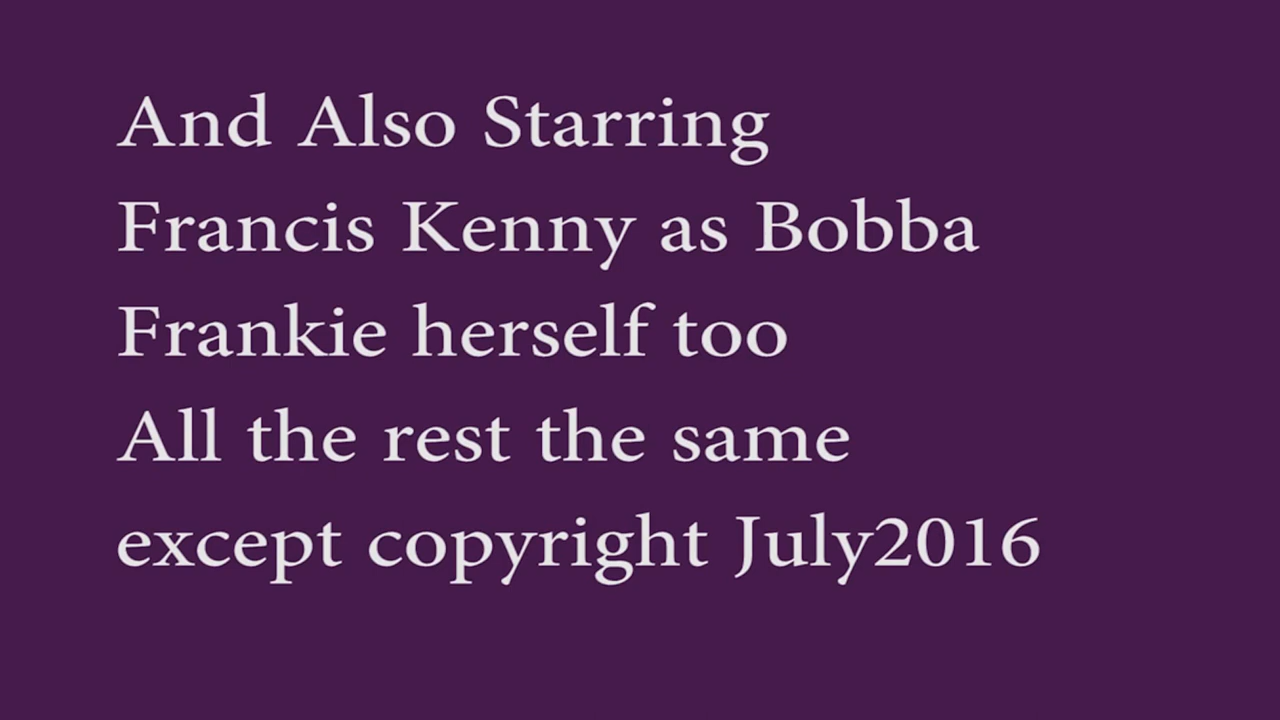 And Also Starring
Francis Kenny as Bobba
Frankie herself too
All the rest the same
except copyright July2016